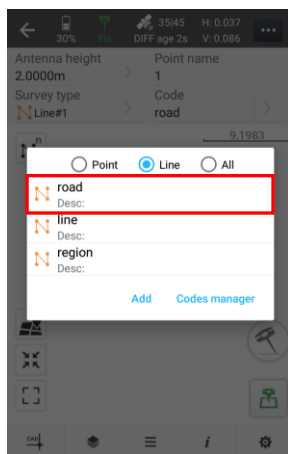 35|45 H: 0.037
30% Fix DIFF age 2s V: 0.086
Antenna height Point name
2.0000m 1
Survey type Code
Line#1 road
n 9.1983
Point Line All
road
Desc:
line
Desc:
region
Desc:
Add Codes manager
CAD
i